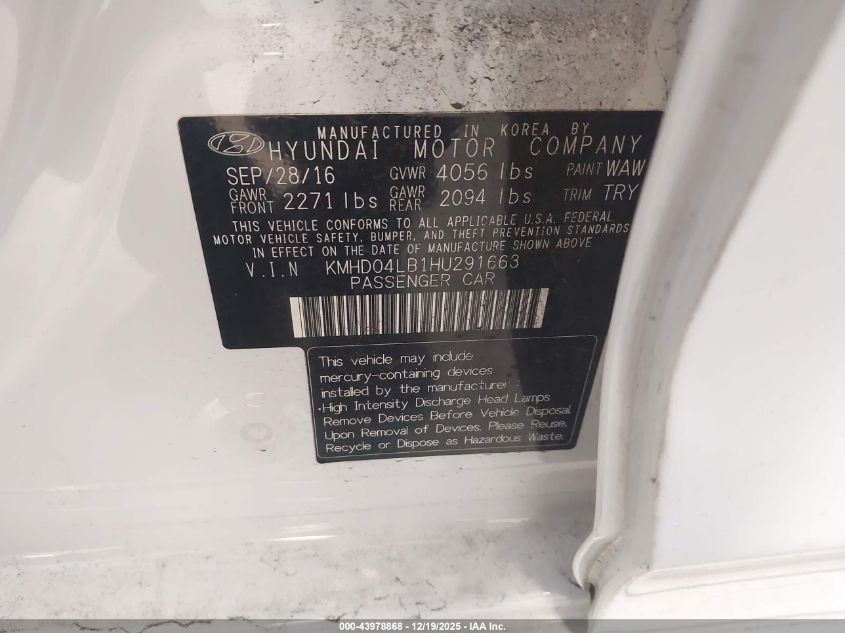 MANUFACTURED IN KOREA BY
HYUNDAI MOTOR COMPANY
SEP/28/16 GVWR 4056 lbs PAINT WAW
GAWR FRONT 2271 lbs GAWR REAR 2094 lbs TRIM TRY
THIS VEHICLE CONFORMS TO ALL APPLICABLE U.S.A. FEDERAL
MOTOR VEHICLE SAFETY, BUMPER, AND THEFT PREVENTION STANDARDS
IN EFFECT ON THE DATE OF MANUFACTURE SHOWN ABOVE
V.I.N KMHD04LB1HU291663
PASSENGER CAR
This vehicle may include
mercury-containing devices
installed by the manufacturer :
•High Intensity Discharge Head Lamps
Remove Devices Before Vehicle Disposal.
Upon Removal of Devices, Please Reuse,
Recycle or Dispose as Hazardous Waste.
000-43978868 - 12/19/2025 - IAA Inc.